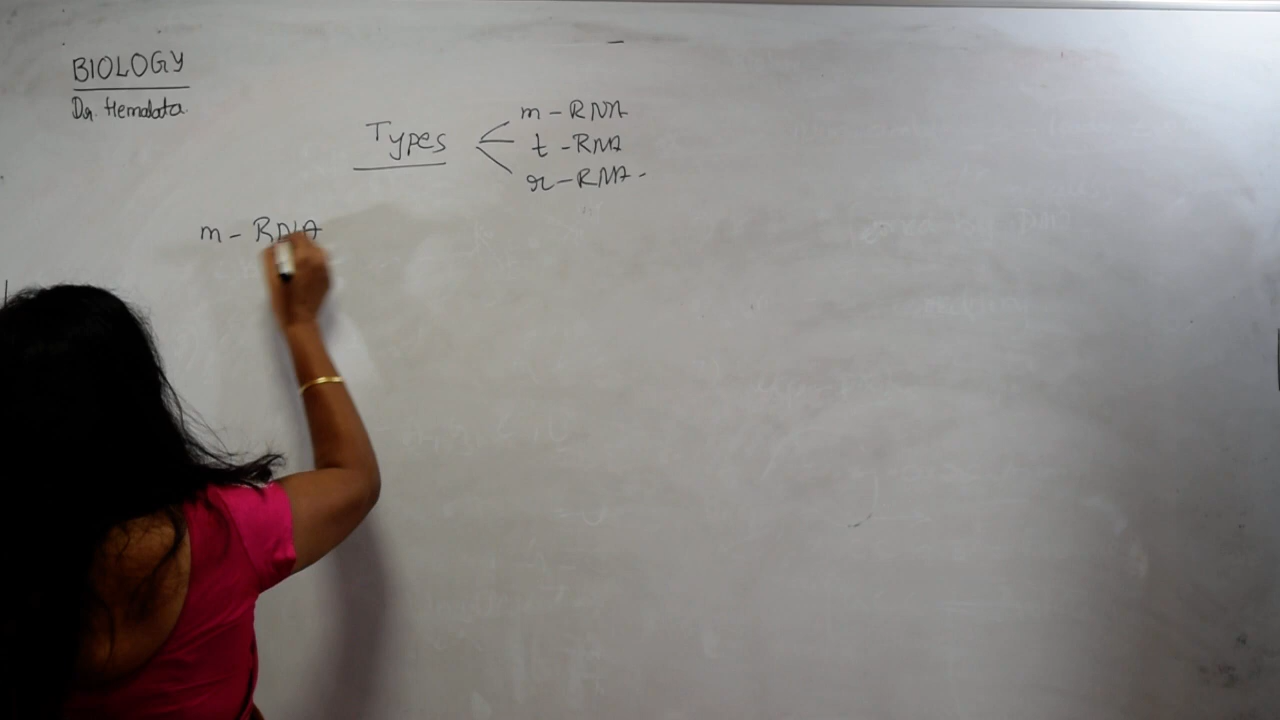 BIOLOGY
Dr. Hemalata
Types
m - RNA
t - RNA
r - RNA -
m - RNA